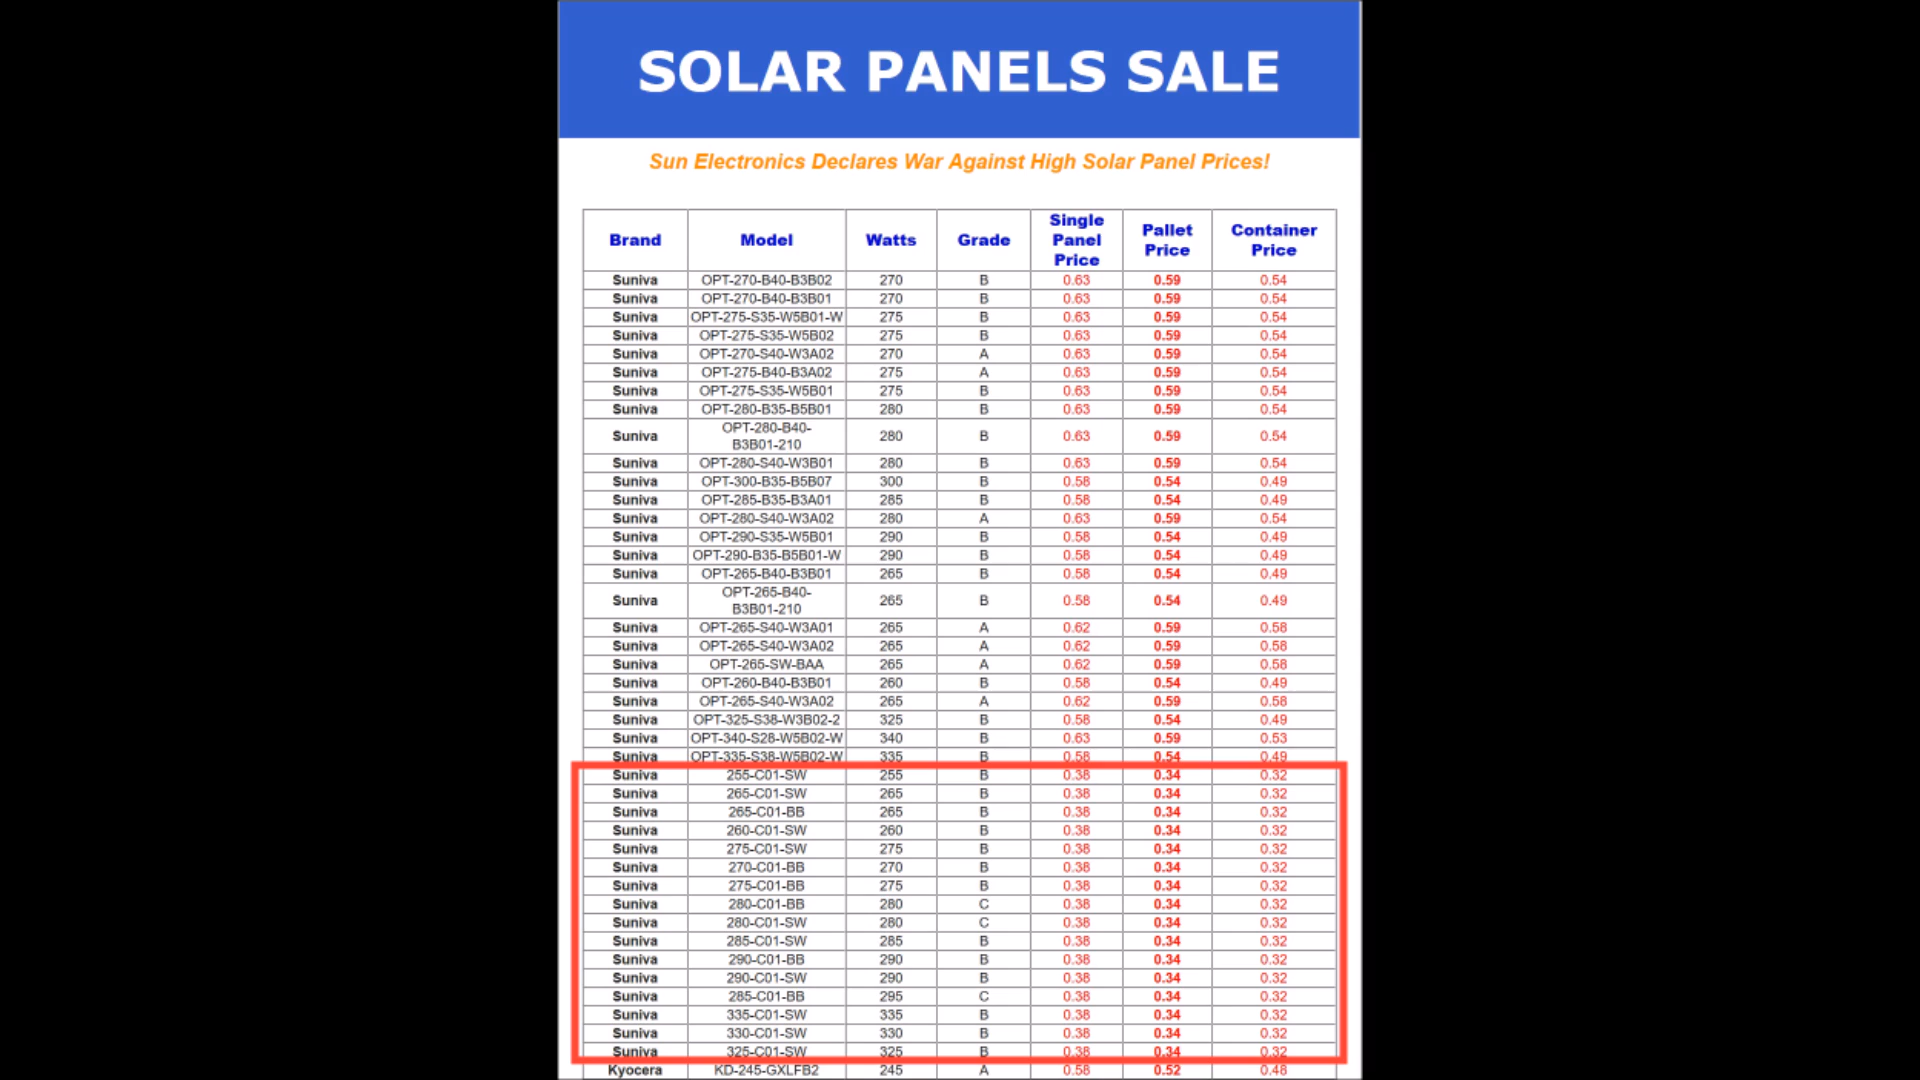 SOLAR PANELS SALE
Sun Electronics Declares War Against High Solar Panel Prices!
Brand Model Watts Grade Single Panel Price Pallet Price Container Price
Suniva OPT-270-B40-B3B02 270 B 0.63 0.59 0.54
Suniva OPT-270-B40-B3B01 270 B 0.63 0.59 0.54
Suniva OPT-275-S35-W5B01-W 275 B 0.63 0.59 0.54
Suniva OPT-275-S35-W5B02 275 B 0.63 0.59 0.54
Suniva OPT-270-S40-W3A02 270 A 0.63 0.59 0.54
Suniva OPT-275-B40-B3A02 275 A 0.63 0.59 0.54
Suniva OPT-275-S35-W5B01 275 B 0.63 0.59 0.54
Suniva OPT-280-B35-B5B01 280 B 0.63 0.59 0.54
Suniva OPT-280-B40-B3B01-210 280 B 0.63 0.59 0.54
Suniva OPT-280-S40-W3B01 280 B 0.63 0.59 0.54
Suniva OPT-300-B35-B5B07 300 B 0.58 0.54 0.49
Suniva OPT-285-B35-B3A01 285 B 0.58 0.54 0.49
Suniva OPT-280-S40-W3A02 280 A 0.63 0.59 0.54
Suniva OPT-290-S35-W5B01 290 B 0.58 0.54 0.49
Suniva OPT-290-B35-B5B01-W 290 B 0.58 0.54 0.49
Suniva OPT-265-B40-B3B01 265 B 0.58 0.54 0.49
Suniva OPT-265-B40-B3B01-210 265 B 0.58 0.54 0.49
Suniva OPT-265-S40-W3A01 265 A 0.62 0.59 0.58
Suniva OPT-265-S40-W3A02 265 A 0.62 0.59 0.58
Suniva OPT-265-SW-BAA 265 A 0.62 0.59 0.58
Suniva OPT-260-B40-B3B01 260 B 0.58 0.54 0.49
Suniva OPT-265-S40-W3A02 265 A 0.62 0.59 0.58
Suniva OPT-325-S38-W3B02-2 325 B 0.58 0.54 0.49
Suniva OPT-340-S28-W5B02-W 340 B 0.63 0.59 0.53
Suniva OPT-335-S38-W5B02-W 335 B 0.58 0.54 0.49
Suniva 255-C01-SW 255 B 0.38 0.34 0.32
Suniva 265-C01-SW 265 B 0.38 0.34 0.32
Suniva 265-C01-BB 265 B 0.38 0.34 0.32
Suniva 260-C01-SW 260 B 0.38 0.34 0.32
Suniva 275-C01-SW 275 B 0.38 0.34 0.32
Suniva 270-C01-BB 270 B 0.38 0.34 0.32
Suniva 275-C01-BB 275 B 0.38 0.34 0.32
Suniva 280-C01-BB 280 C 0.38 0.34 0.32
Suniva 280-C01-SW 280 C 0.38 0.34 0.32
Suniva 285-C01-SW 285 B 0.38 0.34 0.32
Suniva 290-C01-BB 290 B 0.38 0.34 0.32
Suniva 290-C01-SW 290 B 0.38 0.34 0.32
Suniva 285-C01-BB 295 C 0.38 0.34 0.32
Suniva 335-C01-SW 335 B 0.38 0.34 0.32
Suniva 330-C01-SW 330 B 0.38 0.34 0.32
Suniva 325-C01-SW 325 B 0.38 0.34 0.32
Kyocera KD-245-GXLFB2 245 A 0.58 0.52 0.48